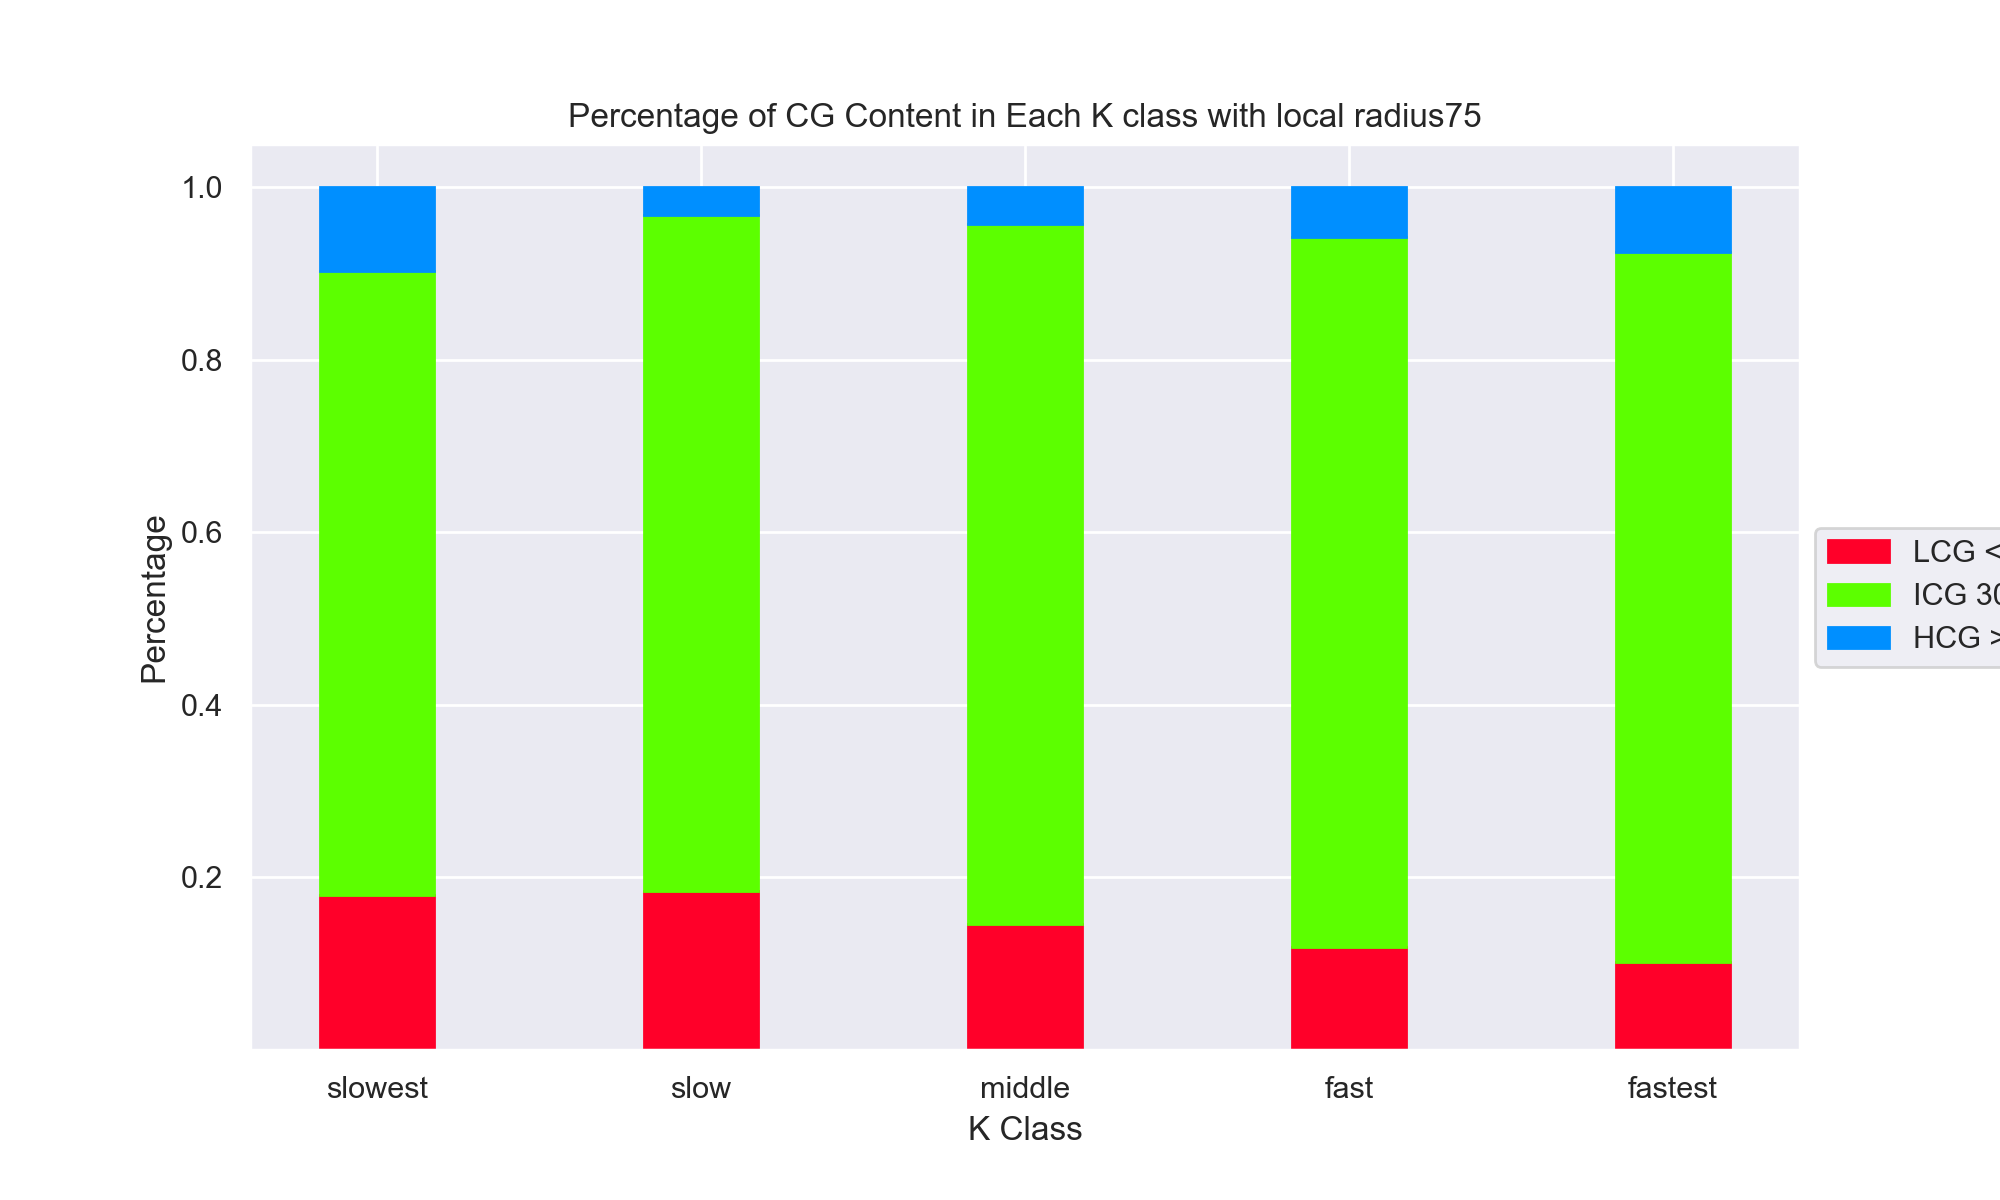 Percentage of CG Content in Each K class with local radius75
1.0
0.8
0.6
0.4
0.2
Percentage
slowest
slow
middle
fast
fastest
K Class
LCG <
ICG 30
HCG >